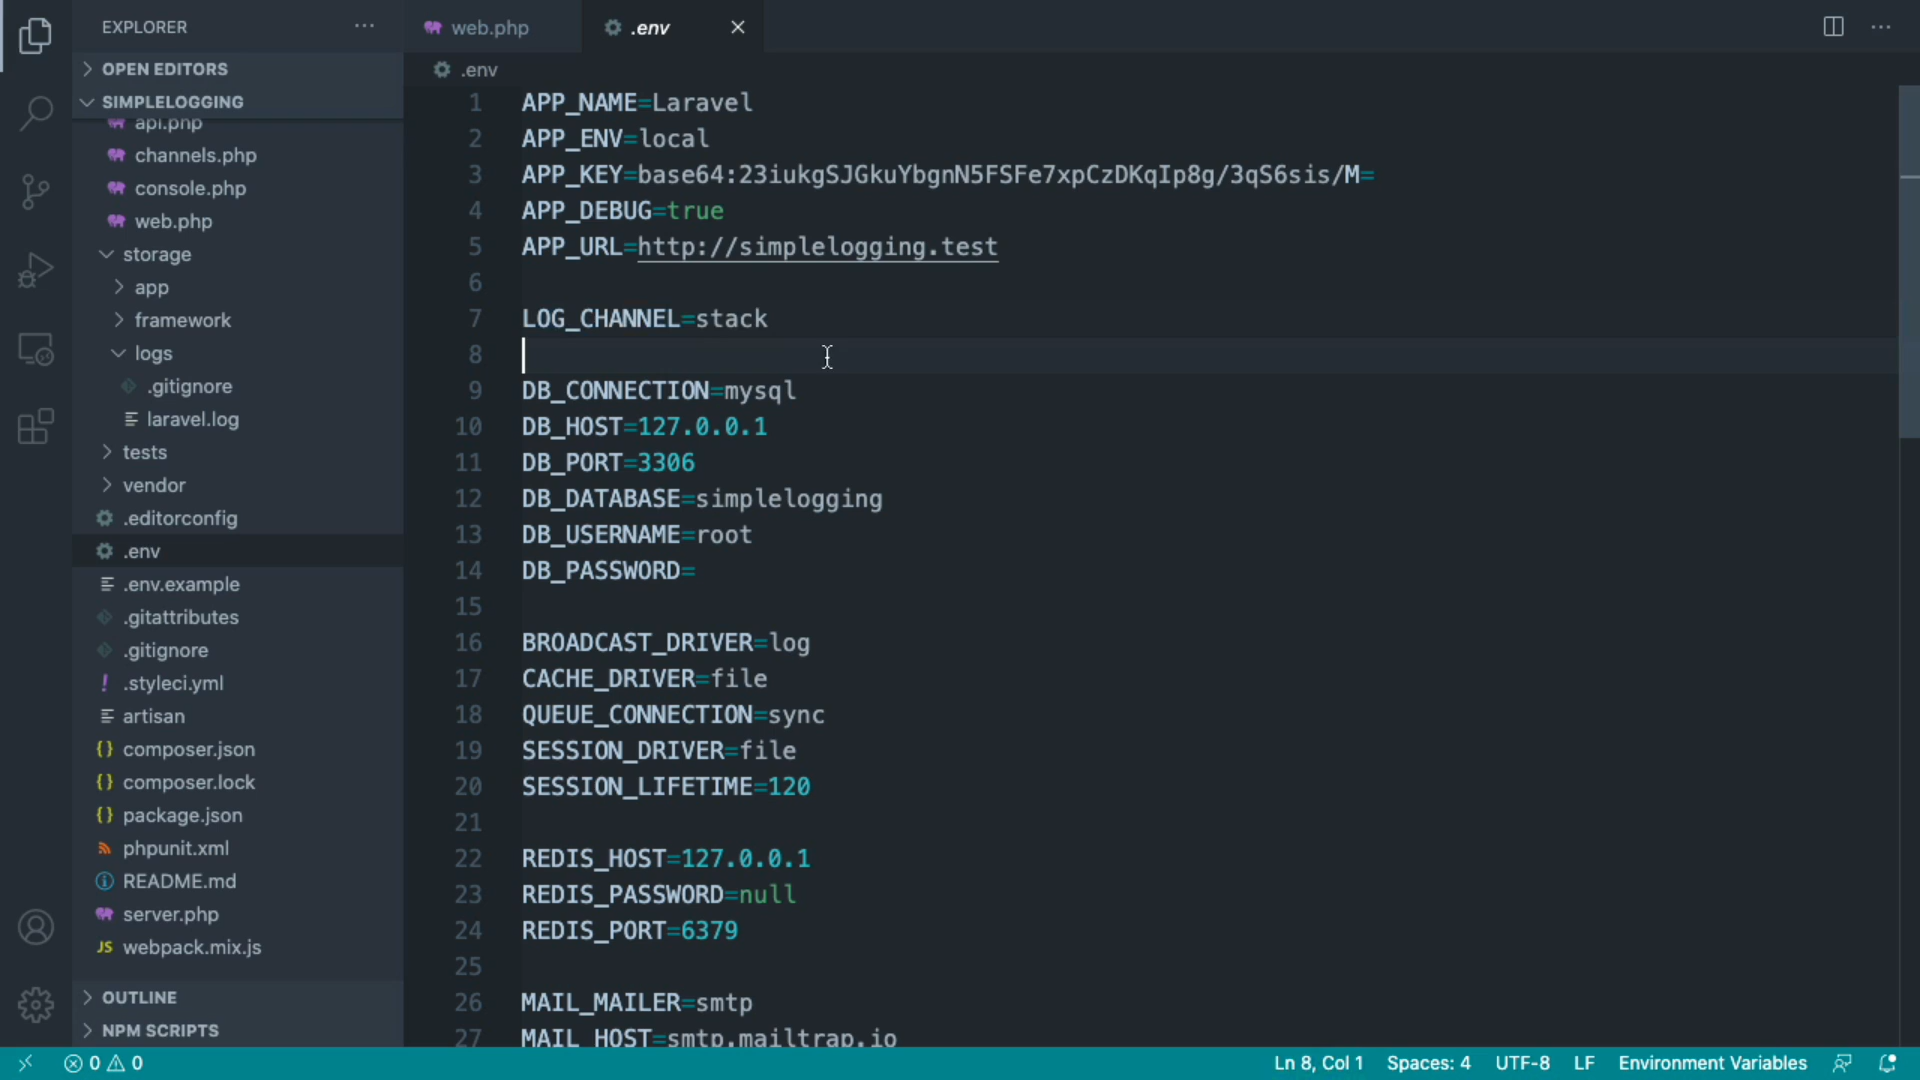 EXPLORER
OPEN EDITORS
SIMPLELOGGING
api.php
channels.php
console.php
web.php
storage
app
framework
logs
.gitignore
laravel.log
tests
vendor
.editorconfig
.env
.env.example
.gitattributes
.gitignore
.styleci.yml
artisan
composer.json
composer.lock
package.json
phpunit.xml
README.md
server.php
webpack.mix.js
OUTLINE
NPM SCRIPTS
web.php
.env
.env
1 APP_NAME=Laravel
2 APP_ENV=local
3 APP_KEY=base64:23iukgSJGkuYbgnN5FSFe7xpCzDKqIp8g/3qS6sis/M=
4 APP_DEBUG=true
5 APP_URL=http://simplelogging.test
6
7 LOG_CHANNEL=stack
8
9 DB_CONNECTION=mysql
10 DB_HOST=127.0.0.1
11 DB_PORT=3306
12 DB_DATABASE=simplelogging
13 DB_USERNAME=root
14 DB_PASSWORD=
15
16 BROADCAST_DRIVER=log
17 CACHE_DRIVER=file
18 QUEUE_CONNECTION=sync
19 SESSION_DRIVER=file
20 SESSION_LIFETIME=120
21
22 REDIS_HOST=127.0.0.1
23 REDIS_PASSWORD=null
24 REDIS_PORT=6379
25
26 MAIL_MAILER=smtp
27 MAIL_HOST=smtp.mailtrap.io
0 0
Ln 8, Col 1 Spaces: 4 UTF-8 LF Environment Variables